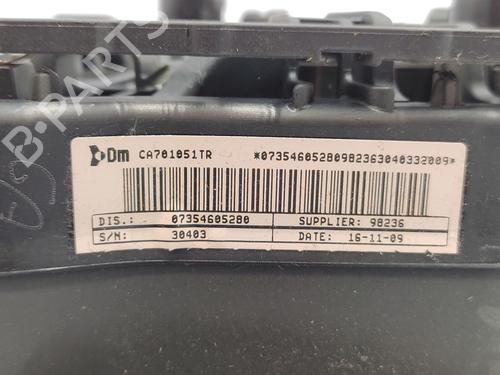 Dm CA701051TR *07354605280982363040332009*
DIS.: 07354605280 SUPPLIER: 98236
S/N: 30403 DATE: 16-11-09
B-PARTS